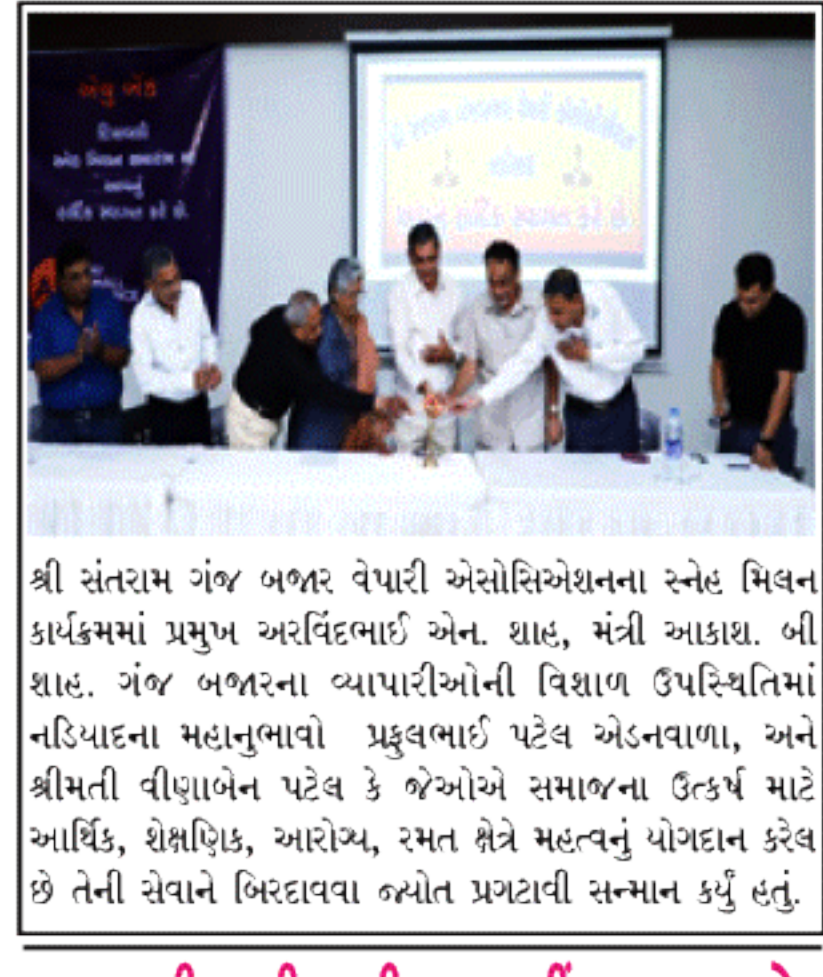 એયુ બેંક
શ્રી સંતરામ ગંજ બજાર વેપારી એસોસિએશનના સ્નેહ મિલન
કાર્યક્રમમાં પ્રમુખ અરવિંદભાઈ એન. શાહ, મંત્રી આકાશ. બી
શાહ. ગંજ બજારના વ્યાપારીઓની વિશાળ ઉપસ્થિતિમાં
નડિયાદના મહાનુભાવો પ્રફુલભાઈ પટેલ એડનવાળા, અને
શ્રીમતી વીણાબેન પટેલ કે જેઓએ સમાજના ઉત્કર્ષ માટે
આર્થિક, શેક્ષણિક, આરોગ્ય, રમત ક્ષેત્રે મહત્વનું યોગદાન કરેલ
છે તેની સેવાને બિરદાવવા જ્યોત પ્રગટાવી સન્માન કર્યું હતું.